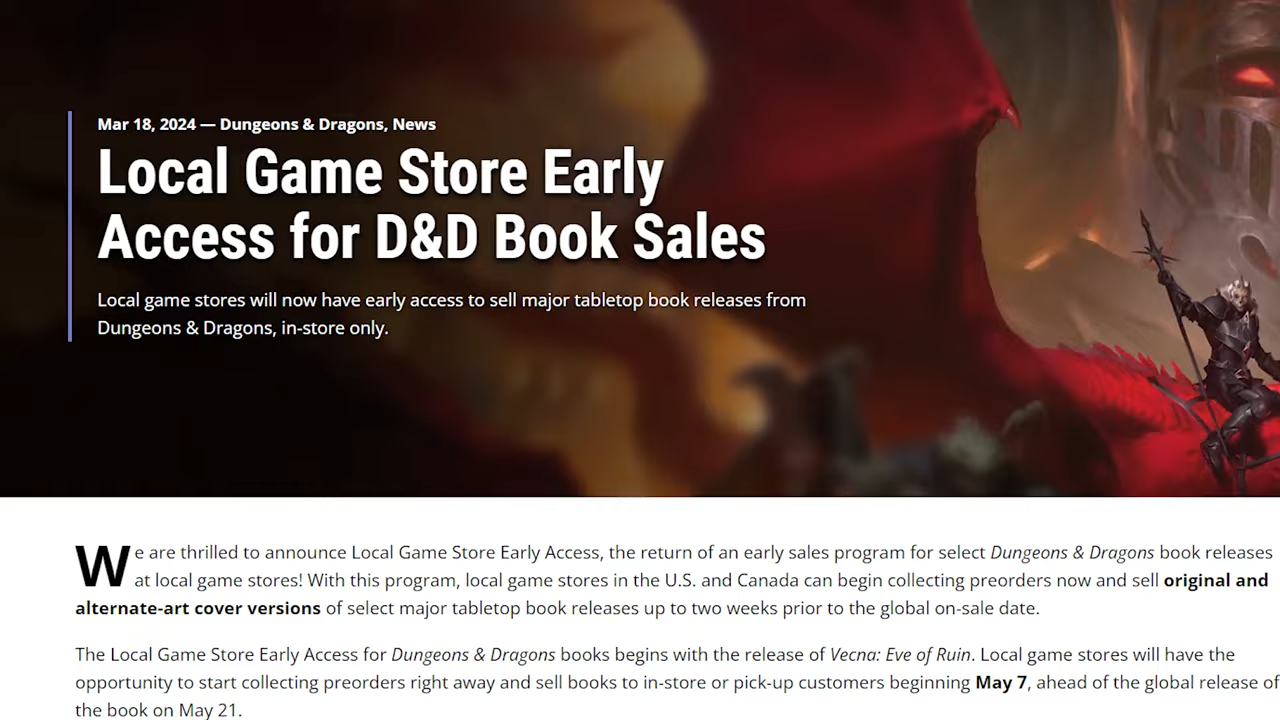 Mar 18, 2024 — Dungeons & Dragons, News
Local Game Store Early
Access for D&D Book Sales
Local game stores will now have early access to sell major tabletop book releases from
Dungeons & Dragons, in-store only.
We are thrilled to announce Local Game Store Early Access, the return of an early sales program for select Dungeons & Dragons book releases
at local game stores! With this program, local game stores in the U.S. and Canada can begin collecting preorders now and sell original and
alternate-art cover versions of select major tabletop book releases up to two weeks prior to the global on-sale date.
The Local Game Store Early Access for Dungeons & Dragons books begins with the release of Vecna: Eve of Ruin. Local game stores will have the
opportunity to start collecting preorders right away and sell books to in-store or pick-up customers beginning May 7, ahead of the global release of
the book on May 21.